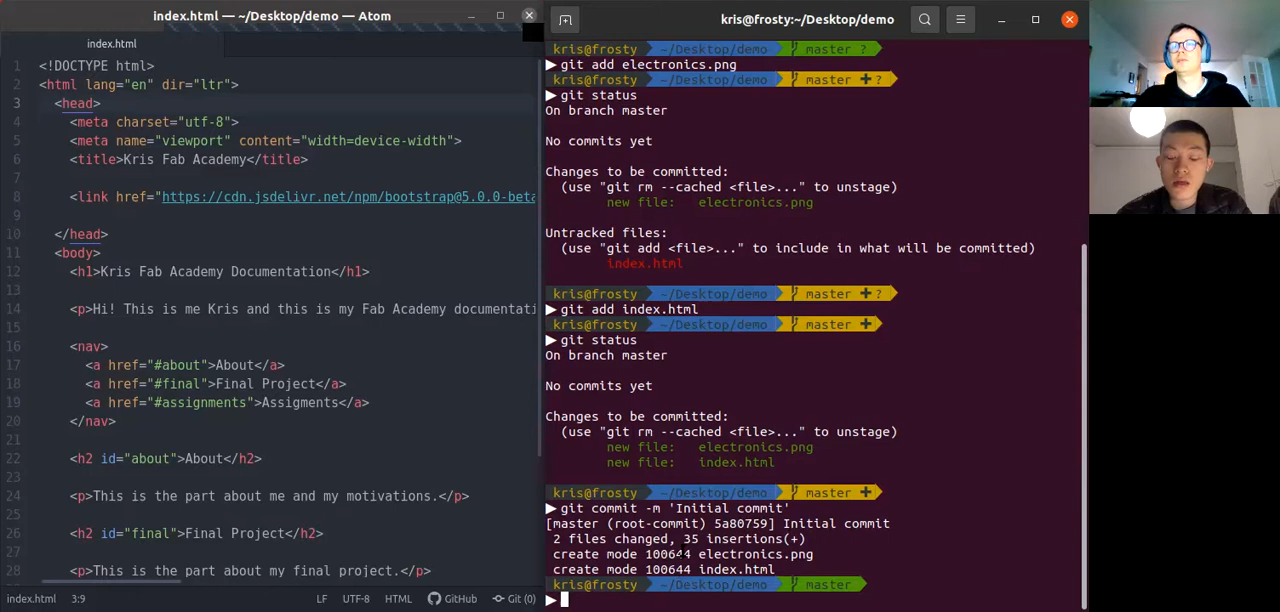 index.html — ~/Desktop/demo — Atom
index.html
1 <!DOCTYPE html>
2 <html lang="en" dir="ltr">
3 <head>
4 <meta charset="utf-8">
5 <meta name="viewport" content="width=device-width">
6 <title>Kris Fab Academy</title>
7
8 <link href="https://cdn.jsdelivr.net/npm/bootstrap@5.0.0-beta
9
10 </head>
11 <body>
12 <h1>Kris Fab Academy Documentation</h1>
13
14 <p>Hi! This is me Kris and this is my Fab Academy documentati
15
16 <nav>
17 <a href="#about">About</a>
18 <a href="#final">Final Project</a>
19 <a href="#assignments">Assigments</a>
20 </nav>
21
22 <h2 id="about">About</h2>
23
24 <p>This is the part about me and my motivations.</p>
25
26 <h2 id="final">Final Project</h2>
27
28 <p>This is the part about my final project.</p>
index.html 3:9 LF UTF-8 HTML GitHub Git (0)
kris@frosty:~/Desktop/demo
kris@frosty ~/Desktop/demo master ?
git add electronics.png
kris@frosty ~/Desktop/demo master ✚ ?
git status
On branch master
No commits yet
Changes to be committed:
(use "git rm --cached <file>..." to unstage)
new file: electronics.png
Untracked files:
(use "git add <file>..." to include in what will be committed)
index.html
kris@frosty ~/Desktop/demo master ✚ ?
git add index.html
kris@frosty ~/Desktop/demo master ✚
git status
On branch master
No commits yet
Changes to be committed:
(use "git rm --cached <file>..." to unstage)
new file: electronics.png
new file: index.html
kris@frosty ~/Desktop/demo master ✚
git commit -m 'Initial commit'
[master (root-commit) 5a80759] Initial commit
2 files changed, 35 insertions(+)
create mode 100644 electronics.png
create mode 100644 index.html
kris@frosty ~/Desktop/demo master